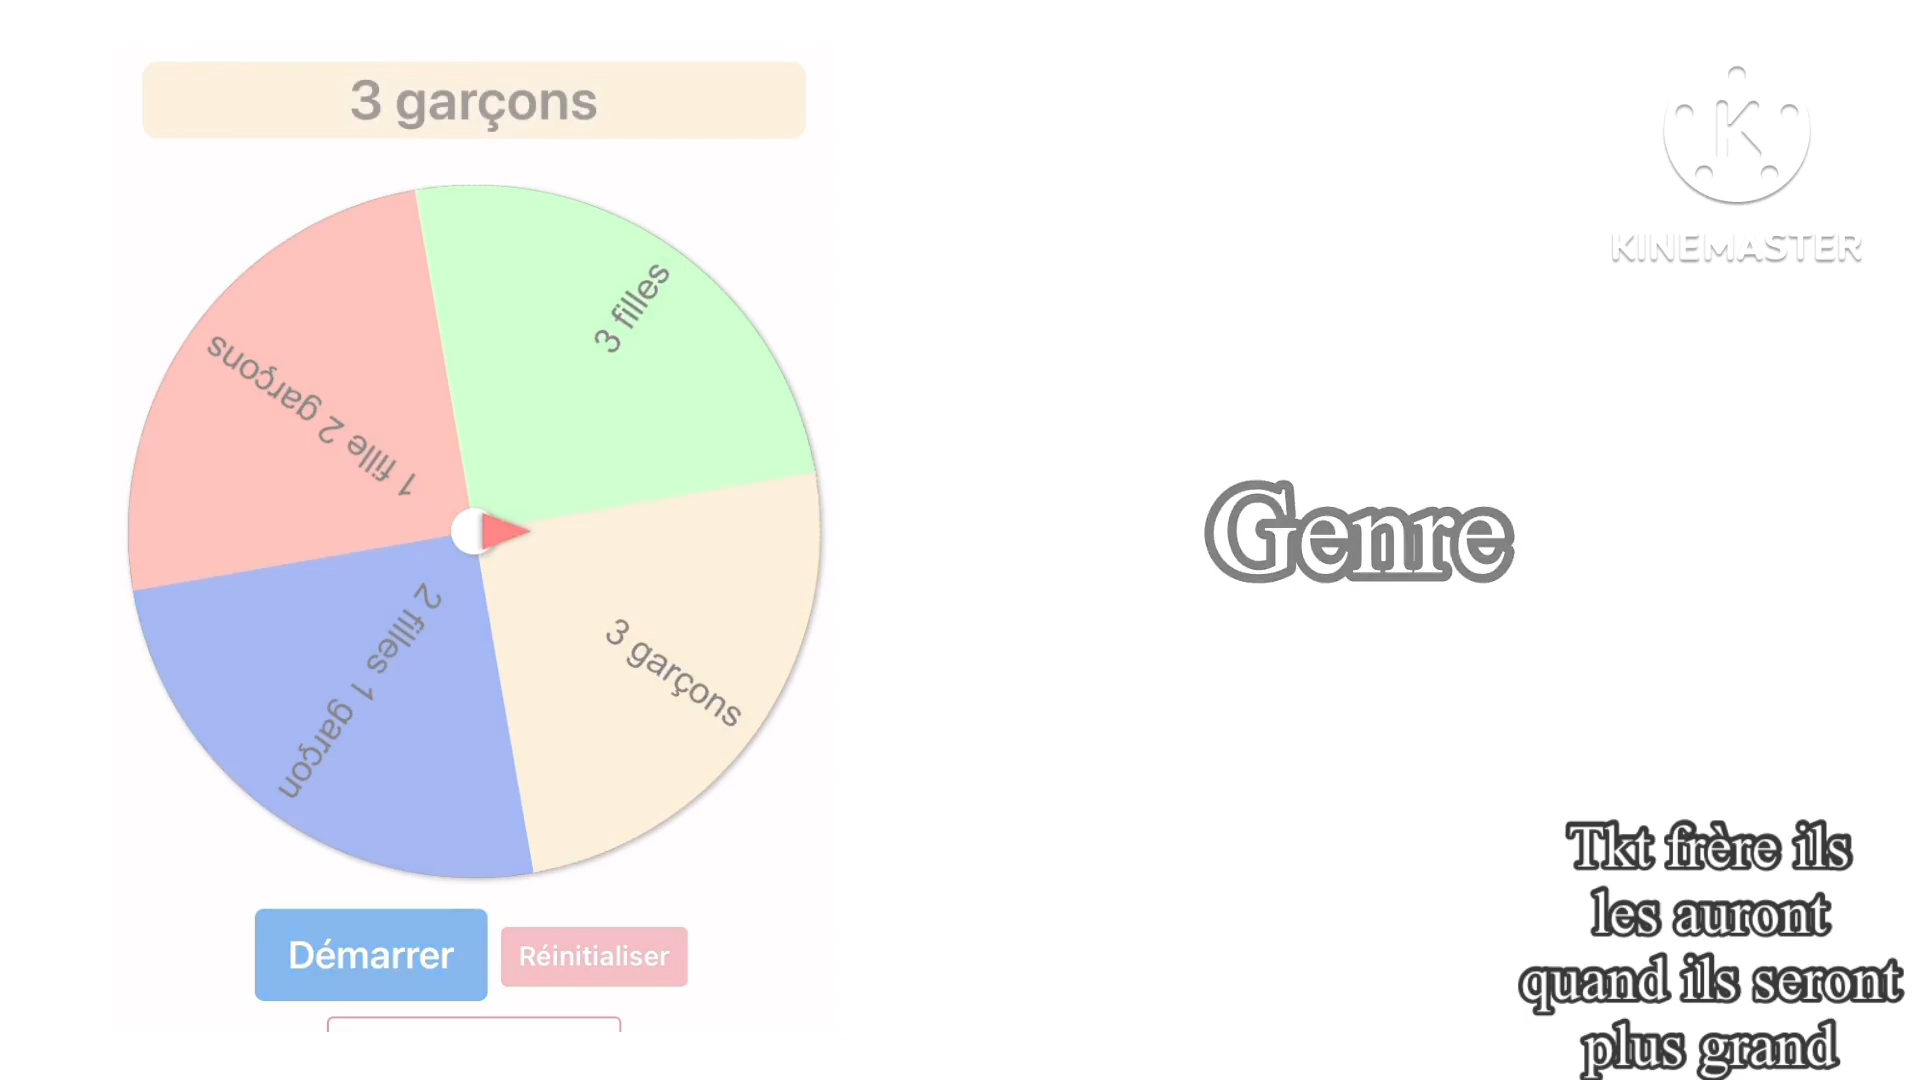 3 garçons
3 filles
1 fille 2 garçons
2 filles 1 garçon
3 garçons
Démarrer
Réinitialiser
KINEMASTER
Genre
Tkt frère ils
les auront
quand ils seront
plus grand